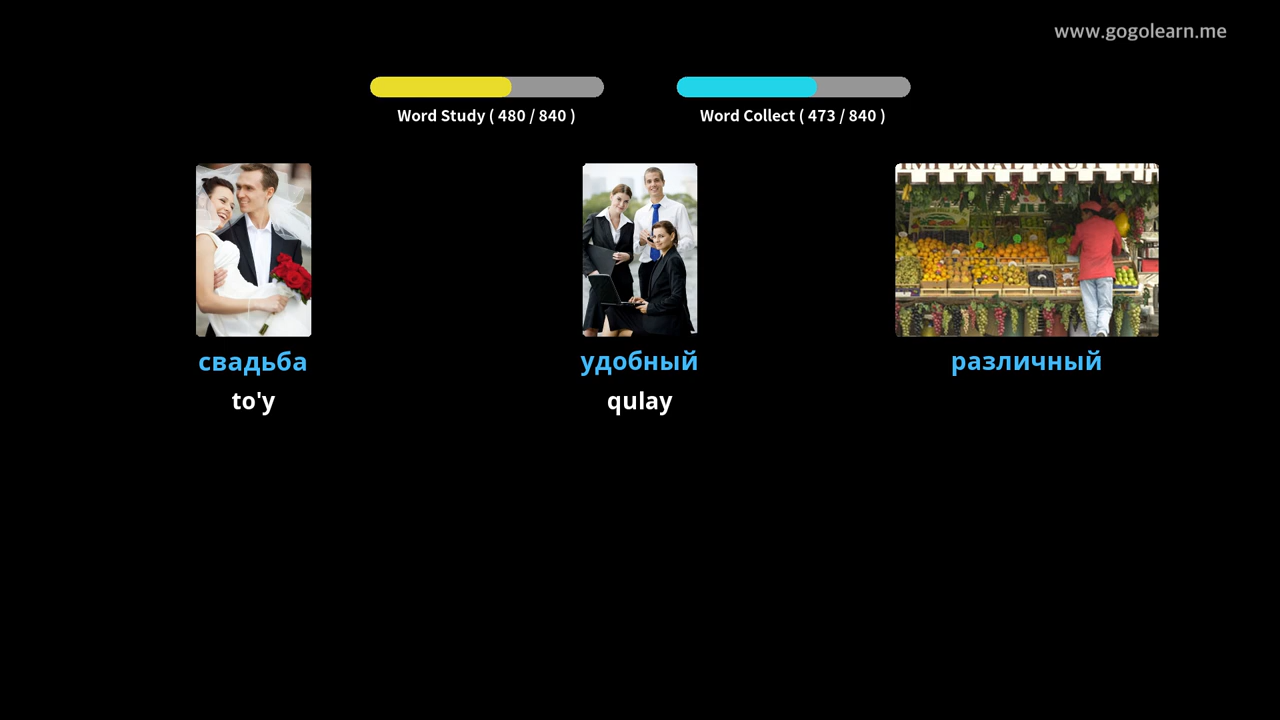 www.gogolearn.me
Word Study ( 480 / 840 )
Word Collect ( 473 / 840 )
свадьба
удобный
различный
to'y
qulay